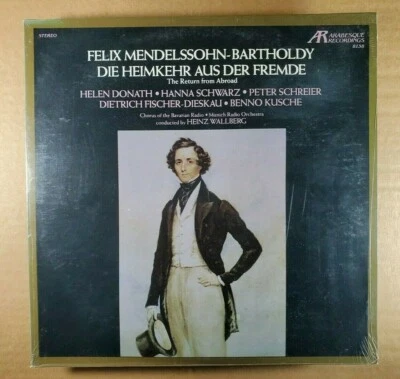 STEREO
AR
ARABESQUE
RECORDINGS
FELIX MENDELSSOHN-BARTHOLDY
DIE HEIMKEHR AUS DER FREMDE
The Return from Abroad
HELEN DONATH • HANNA SCHWARZ • PETER SCHREIER
DIETRICH FISCHER-DIESKAU • BENNO KUSCHE
Chorus of the Bavarian Radio • Munich Radio Orchestra
conducted by HEINZ WALLBERG